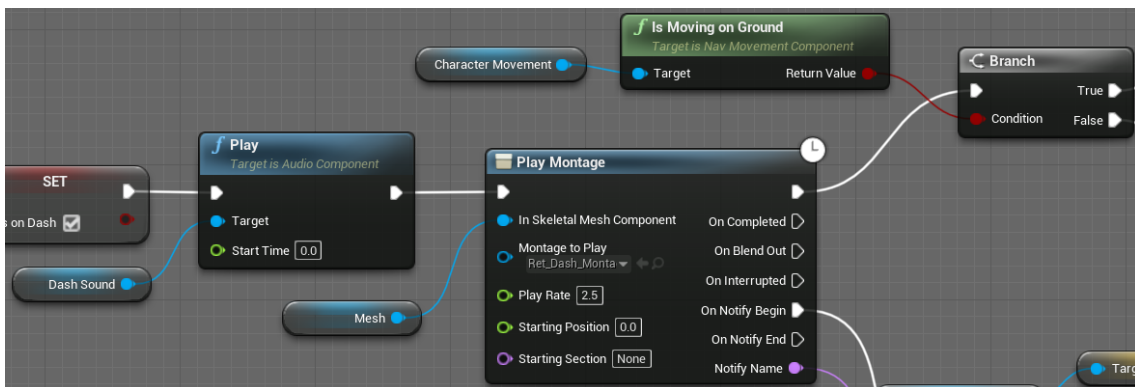 Is Moving on Ground
Target is Nav Movement Component
Target
Return Value
Character Movement
Branch
True
Condition
False
Play
Target is Audio Component
Target
Start Time 0.0
SET
s on Dash
Dash Sound
Play Montage
In Skeletal Mesh Component
On Completed
Montage to Play
Ret_Dash_Monta
On Blend Out
On Interrupted
Play Rate 2.5
On Notify Begin
Starting Position 0.0
On Notify End
Starting Section None
Notify Name
Mesh
Targ